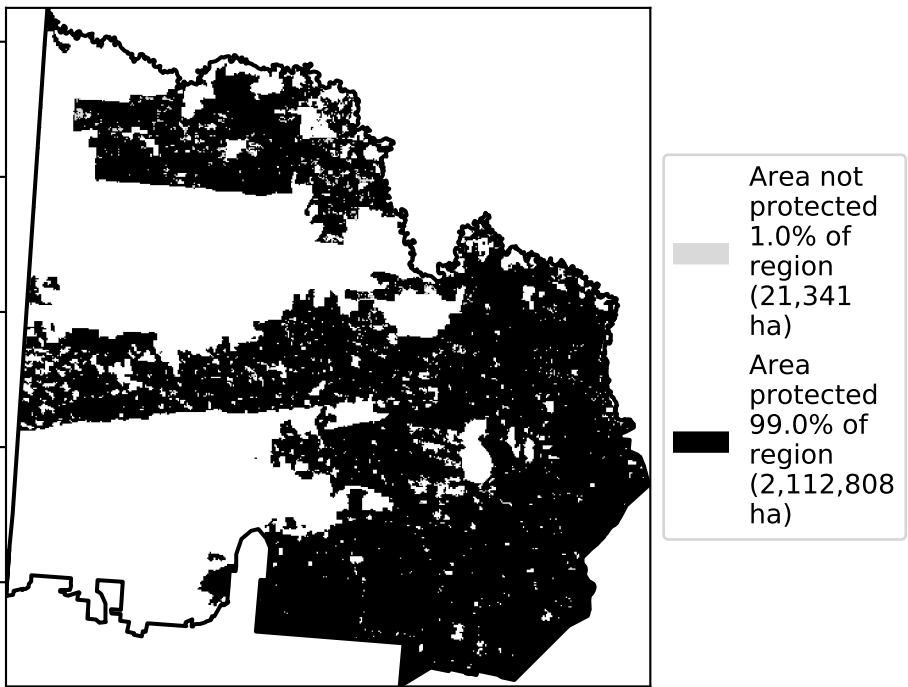 Area not
protected
1.0% of
region
(21,341
ha)
Area
protected
99.0% of
region
(2,112,808
ha)